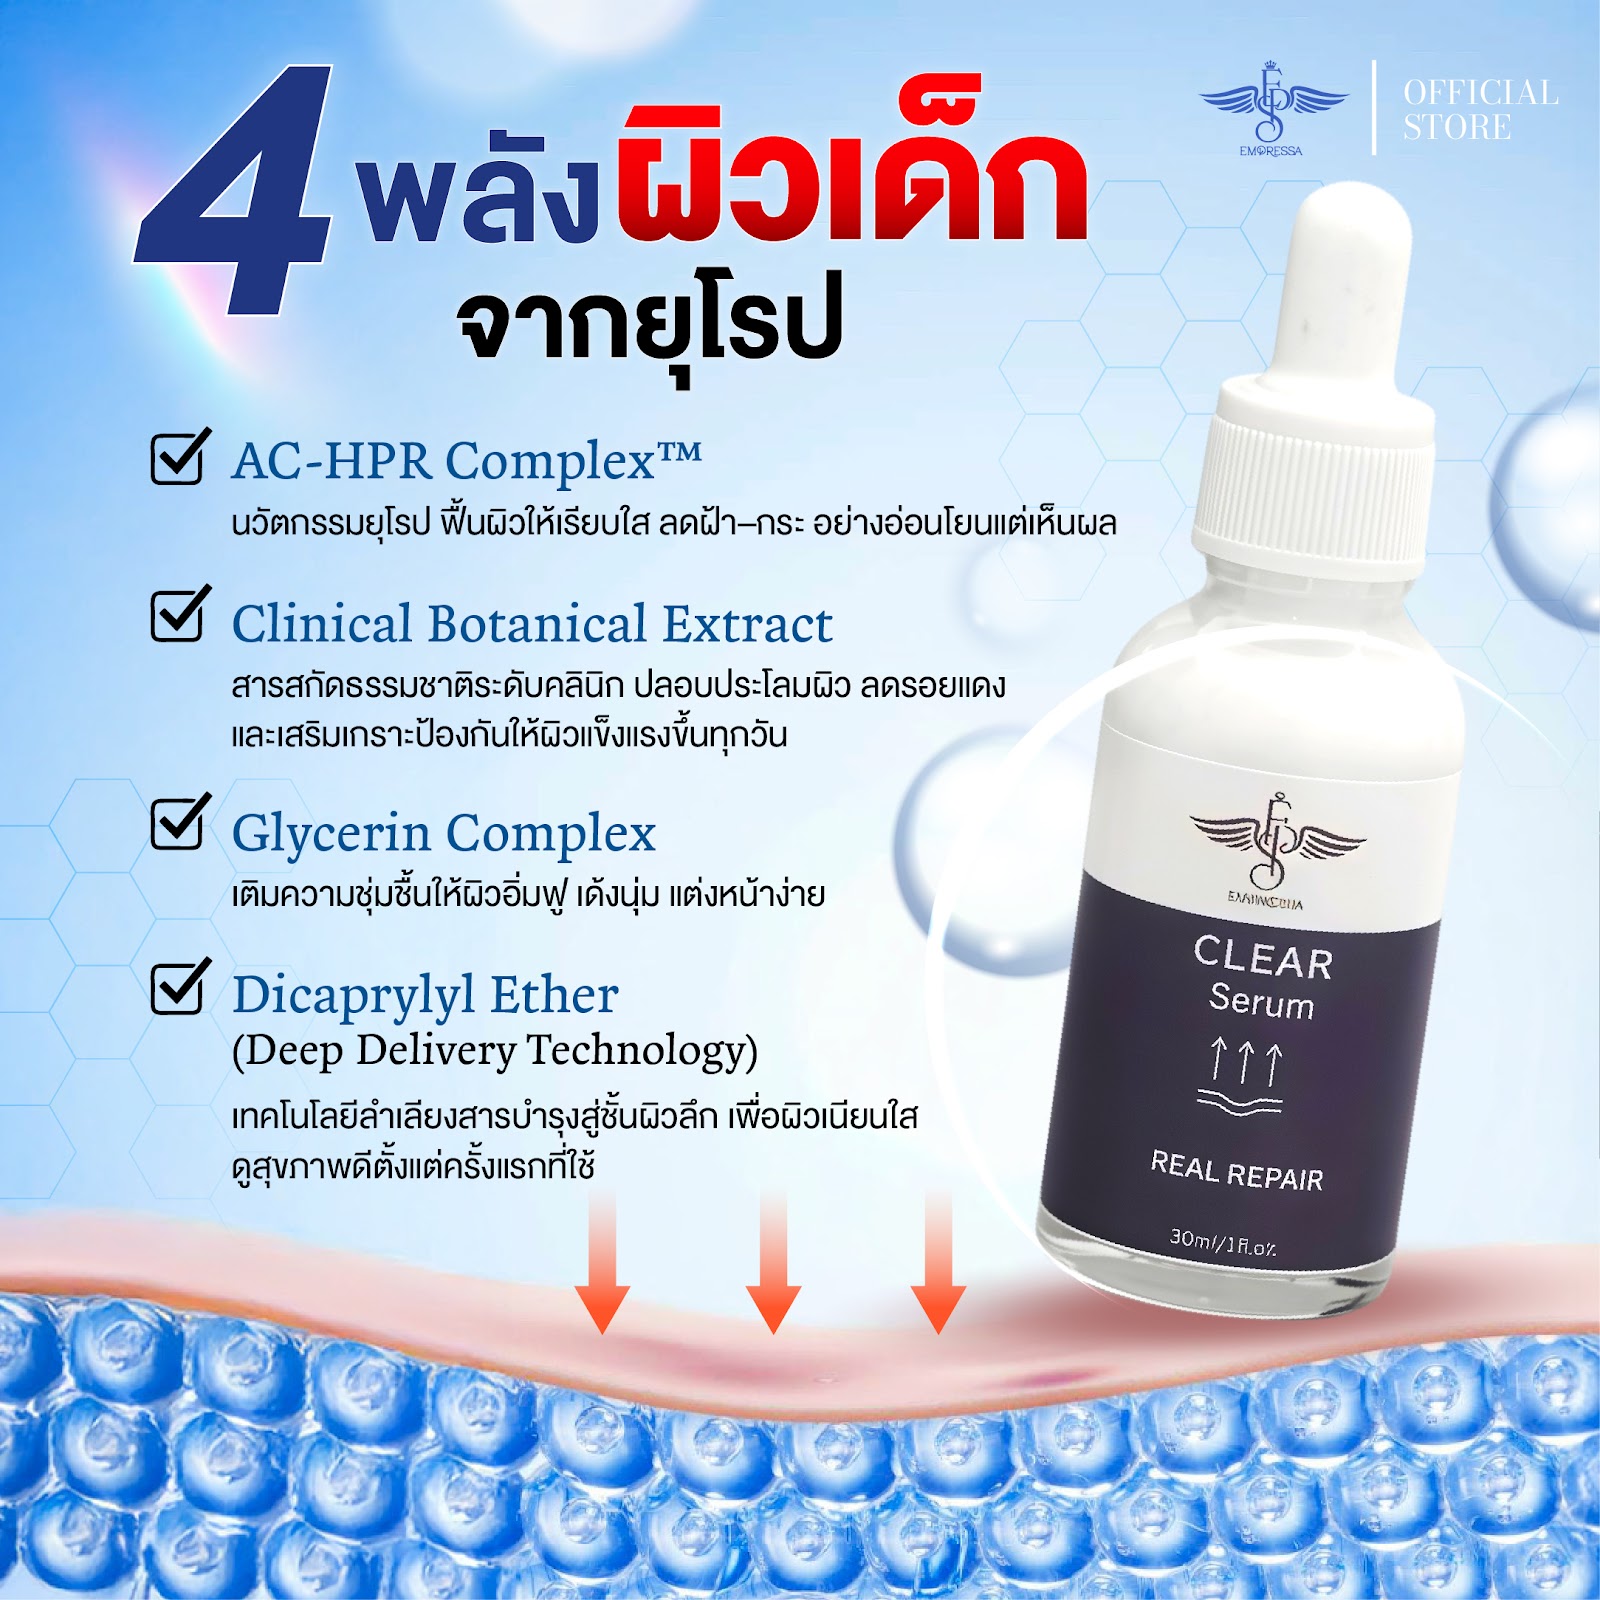 4 พลังผิวเด็ก
จากยุโรป
EMPRESSA
OFFICIAL
STORE
AC-HPR Complex™
นวัตกรรมยุโรป ฟื้นผิวให้เรียบใส ลดฝ้า–กระ อย่างอ่อนโยนแต่เห็นผล
Clinical Botanical Extract
สารสกัดธรรมชาติระดับคลินิก ปลอบประโลมผิว ลดรอยแดง
และเสริมเกราะป้องกันให้ผิวแข็งแรงขึ้นทุกวัน
Glycerin Complex
เติมความชุ่มชื้นให้ผิวอิ่มฟู เด้งนุ่ม แต่งหน้าง่าย
Dicaprylyl Ether
(Deep Delivery Technology)
เทคโนโลยีลำเลียงสารบำรุงสู่ชั้นผิวลึก เพื่อผิวเนียนใส
ดูสุขภาพดีตั้งแต่ครั้งแรกที่ใช้
CLEAR
Serum
REAL REPAIR
30ml/1fl.oz